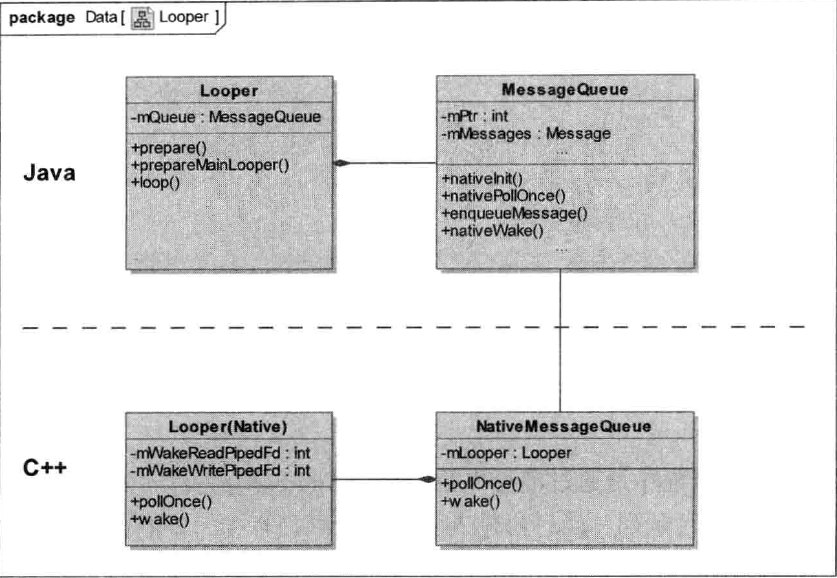 package Data [ Looper ]
Looper
-mQueue : MessageQueue
+prepare()
+prepareMainLooper()
+loop()
MessageQueue
-mPtr : int
-mMessages : Message
...
+nativeInit()
+nativePollOnce()
+enqueueMessage()
+nativeWake()
...
Java
Looper(Native)
-mWakeReadPipedFd : int
-mWakeWritePipedFd : int
+pollOnce()
+wake()
NativeMessageQueue
-mLooper : Looper
+pollOnce()
+wake()
C++